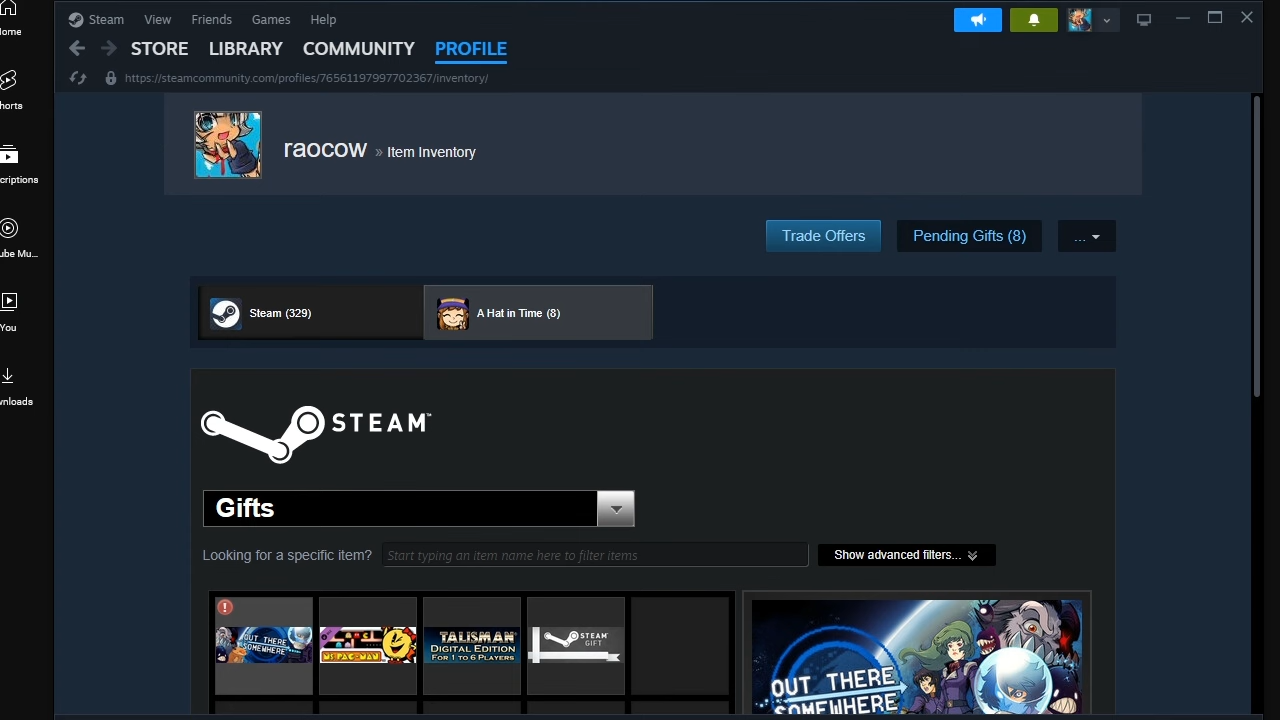 Steam View Friends Games Help
STORE LIBRARY COMMUNITY PROFILE
https://steamcommunity.com/profiles/76561197997702367/inventory/
ome
horts
criptions
ube Mu...
You
wnloads
raocow » Item Inventory
Trade Offers
Pending Gifts (8)
...
Steam (329)
A Hat in Time (8)
STEAM™
Gifts
Looking for a specific item?
Start typing an item name here to filter items
Show advanced filters...
OUT THERE
SOMEWHERE
MS. PAC-MAN
TALISMAN
DIGITAL EDITION
FOR 1 TO 6 PLAYERS
STEAM
GIFT
OUT THERE
SOMEWHERE